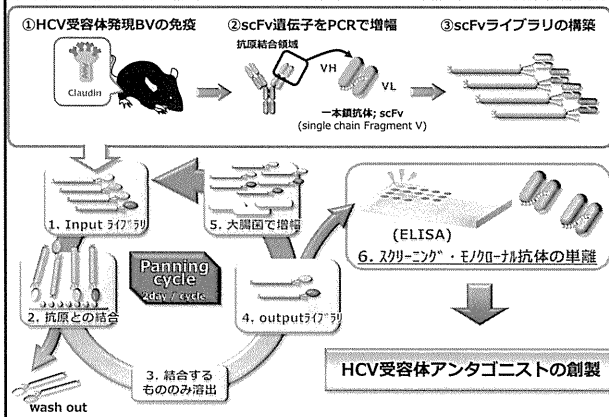 ①HCV受容体発現BVの免疫
②scFv遺伝子をPCRで増幅
③scFvライブラリの構築
Claudin
抗原結合領域
VH
VL
一本鎖抗体; scFv
(single chain Fragment V)
1. Input ライブラリ
5. 大腸菌で増幅
Panning
cycle
2day / cycle
2. 抗原との結合
4. outputライブラリ
3. 結合する
もののみ溶出
wash out
(ELISA)
6. スクリーニング・モノクローナル抗体の単離
HCV受容体アンタゴニストの創製